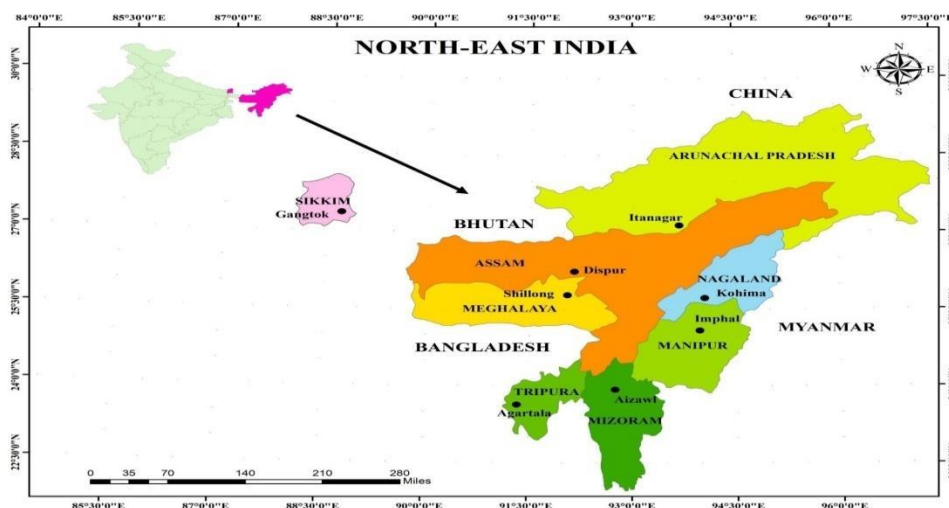 84°0'0"E 85°30'0"E 87°0'0"E 88°30'0"E 90°0'0"E 91°30'0"E 93°0'0"E 94°30'0"E 96°0'0"E 97°30'0"E
NORTH-EAST INDIA
N
W E
S
30°0'0"N
CHINA
28°30'0"N
ARUNACHAL PRADESH
SIKKIM
Gangtok
27°0'0"N
Itanagar
BHUTAN
ASSAM
Dispur
NAGALAND
Shillong
Kohima
25°30'0"N
MEGHALAYA
Imphal
MYANMAR
BANGLADESH
MANIPUR
24°0'0"N
TRIPURA
Aizawl
Agartala
MIZORAM
22°30'0"N
0 35 70 140 210 280
Miles
85°30'0"E 87°0'0"E 88°30'0"E 90°0'0"E 91°30'0"E 93°0'0"E 94°30'0"E 96°0'0"E